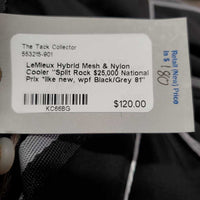 The Tack Collector
563215-901
LeMieux Hybrid Mesh & Nylon
Cooler "Split Rock $25,000 National
Prix *like new, wpf Black/Grey 81"
KC66BG
$120.00
Retail (New) Price
is $ 180